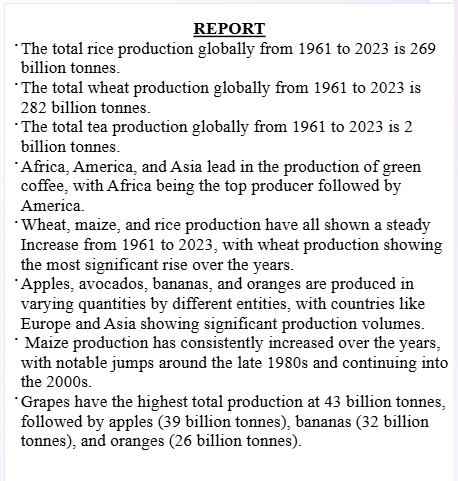 REPORT
·The total rice production globally from 1961 to 2023 is 269
billion tonnes.
·The total wheat production globally from 1961 to 2023 is
282 billion tonnes.
·The total tea production globally from 1961 to 2023 is 2
billion tonnes.
·Africa, America, and Asia lead in the production of green
coffee, with Africa being the top producer followed by
America.
·Wheat, maize, and rice production have all shown a steady
Increase from 1961 to 2023, with wheat production showing
the most significant rise over the years.
·Apples, avocados, bananas, and oranges are produced in
varying quantities by different entities, with countries like
Europe and Asia showing significant production volumes.
· Maize production has consistently increased over the years,
with notable jumps around the late 1980s and continuing into
the 2000s.
·Grapes have the highest total production at 43 billion tonnes,
followed by apples (39 billion tonnes), bananas (32 billion
tonnes), and oranges (26 billion tonnes).